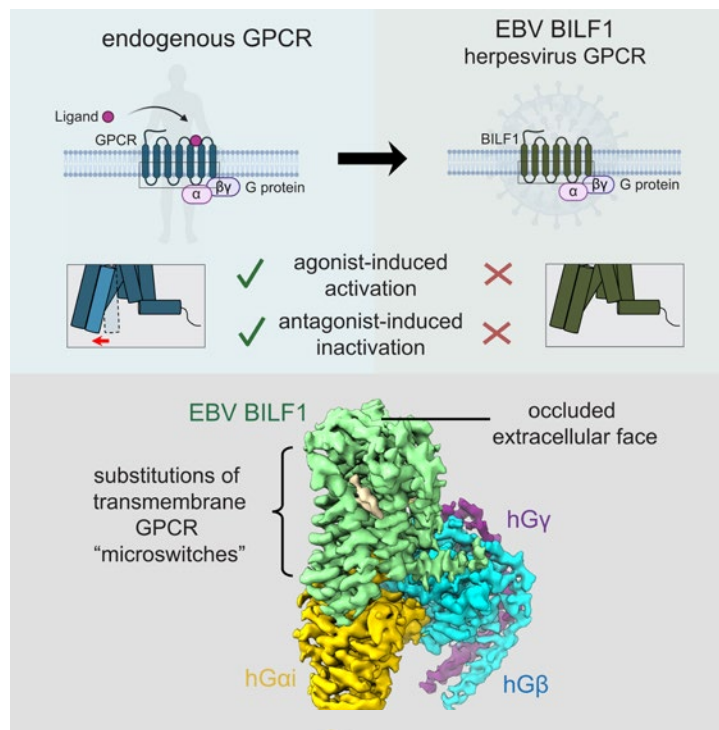 endogenous GPCR
EBV BILF1
herpesvirus GPCR
Ligand
GPCR
α
βγ
G protein
BILF1
α
βγ
G protein
agonist-induced
activation
antagonist-induced
inactivation
EBV BILF1
occluded
extracellular face
substitutions of
transmembrane
GPCR
“microswitches”
hGγ
hGαi
hGβ